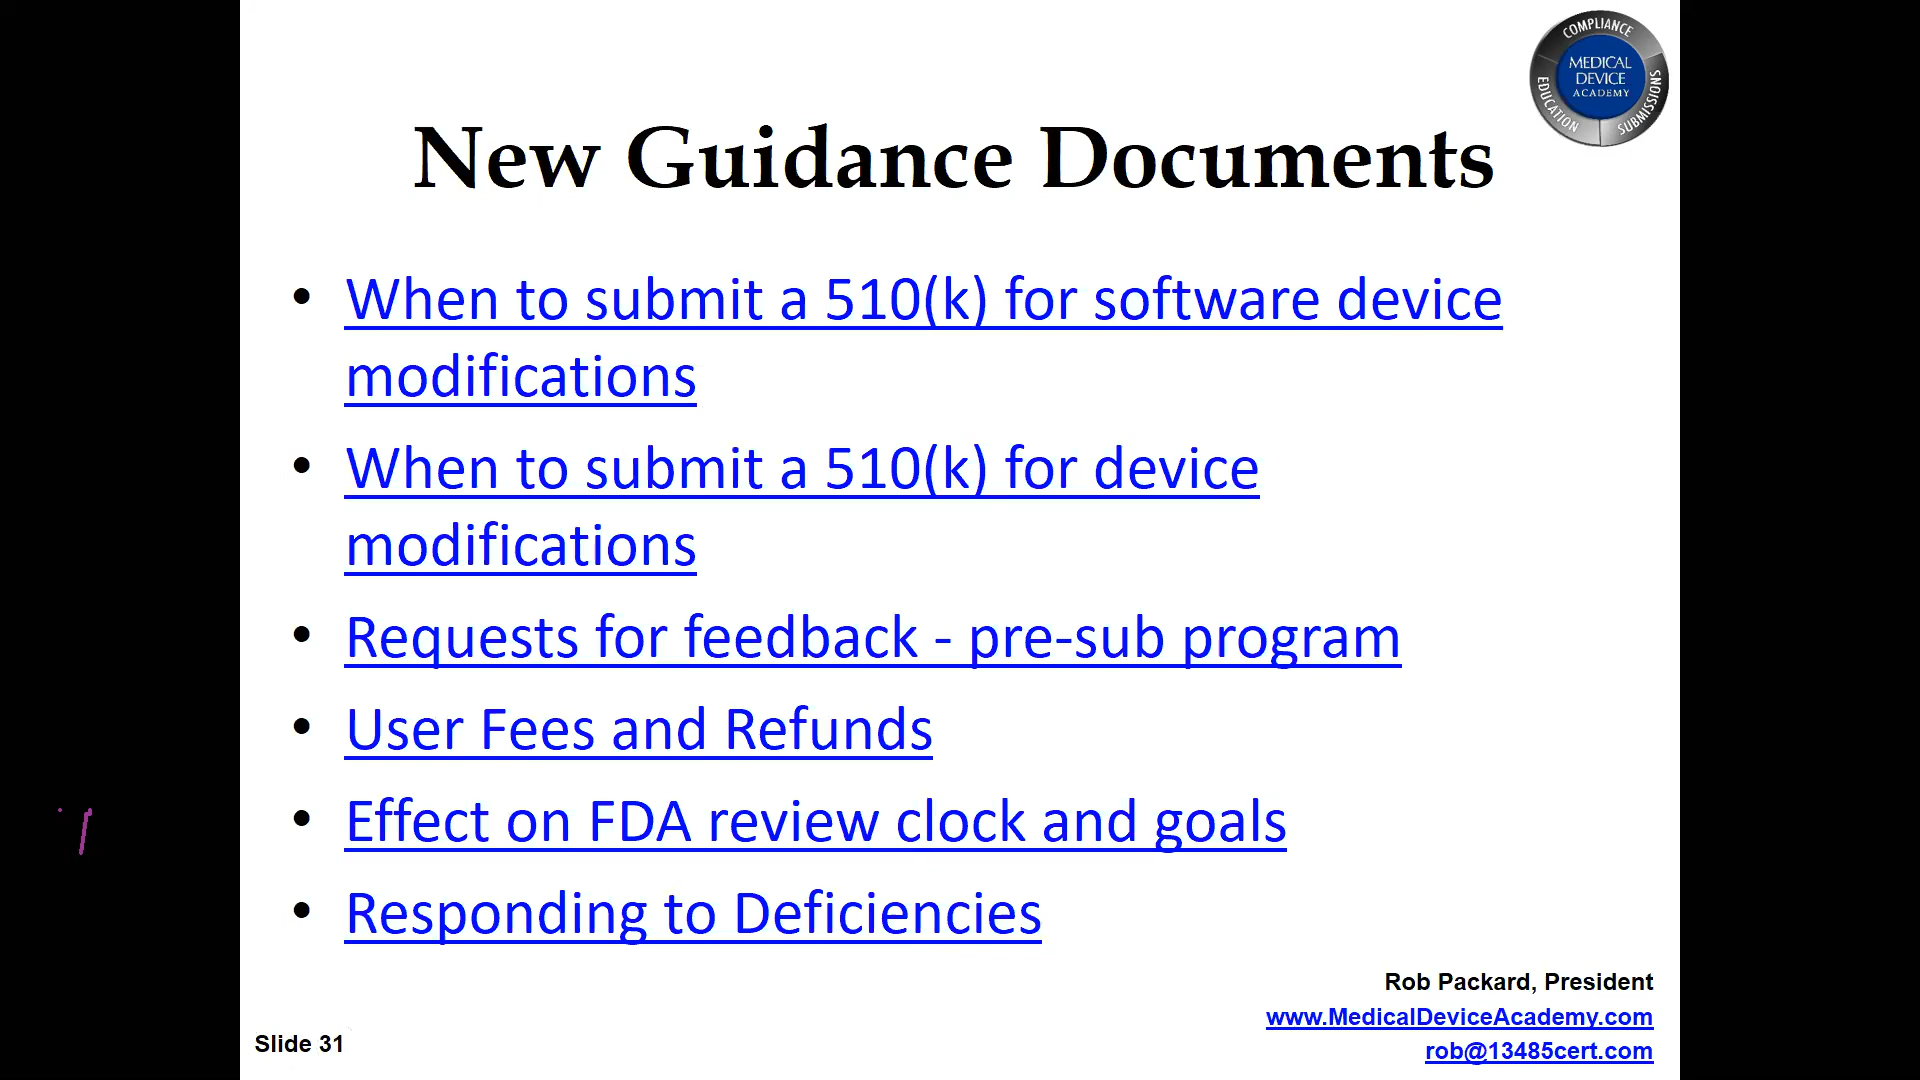 COMPLIANCE
MEDICAL
DEVICE
ACADEMY
EDUCATION
SUBMISSIONS
New Guidance Documents
• When to submit a 510(k) for software device
modifications
• When to submit a 510(k) for device
modifications
• Requests for feedback - pre-sub program
• User Fees and Refunds
• Effect on FDA review clock and goals
• Responding to Deficiencies
Rob Packard, President
www.MedicalDeviceAcademy.com
rob@13485cert.com
Slide 31